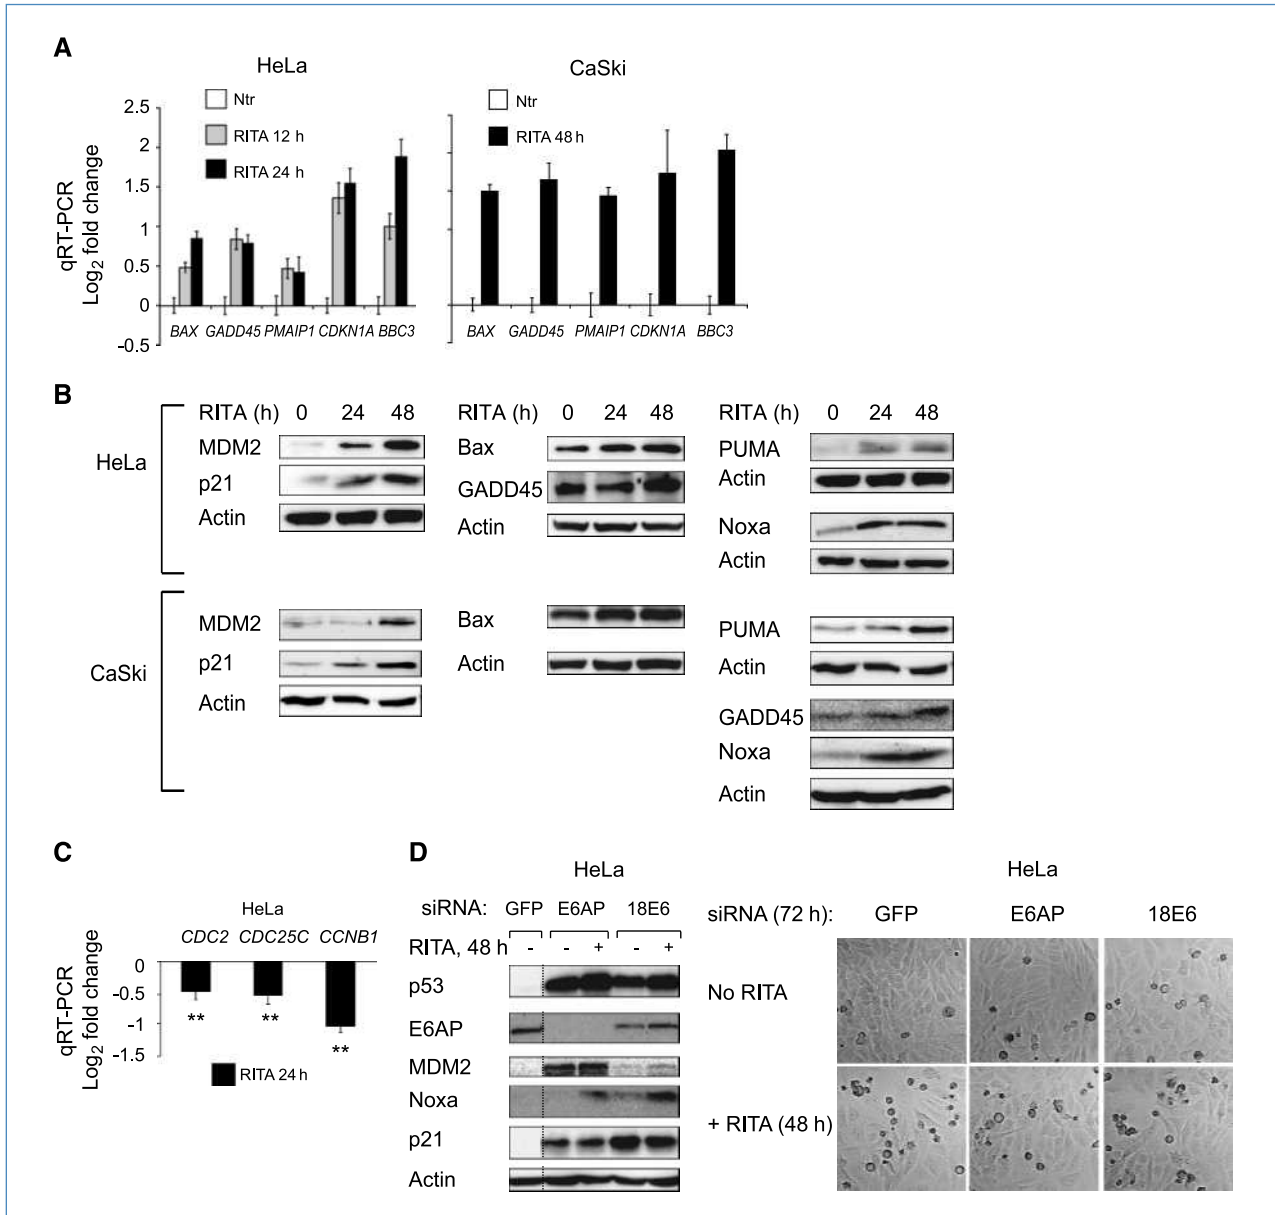 A
HeLa
CaSki
Ntr
RITA 12 h
RITA 24 h
Ntr
RITA 48 h
qRT-PCR
Log2 fold change
2.5
2
1.5
1
0.5
0
-0.5
BAX GADD45 PMAIP1 CDKN1A BBC3
BAX GADD45 PMAIP1 CDKN1A BBC3
B
HeLa
RITA (h) 0 24 48
MDM2
p21
Actin
RITA (h) 0 24 48
Bax
GADD45
Actin
RITA (h) 0 24 48
PUMA
Actin
Noxa
Actin
CaSki
MDM2
p21
Actin
Bax
Actin
PUMA
Actin
GADD45
Noxa
Actin
C
HeLa
CDC2 CDC25C CCNB1
qRT-PCR
Log2 fold change
0
-0.5
-1
-1.5
** ** **
RITA 24 h
D
HeLa
siRNA: GFP E6AP 18E6
RITA, 48 h - - + - +
p53
E6AP
MDM2
Noxa
p21
Actin
HeLa
siRNA (72 h): GFP E6AP 18E6
No RITA
+ RITA (48 h)